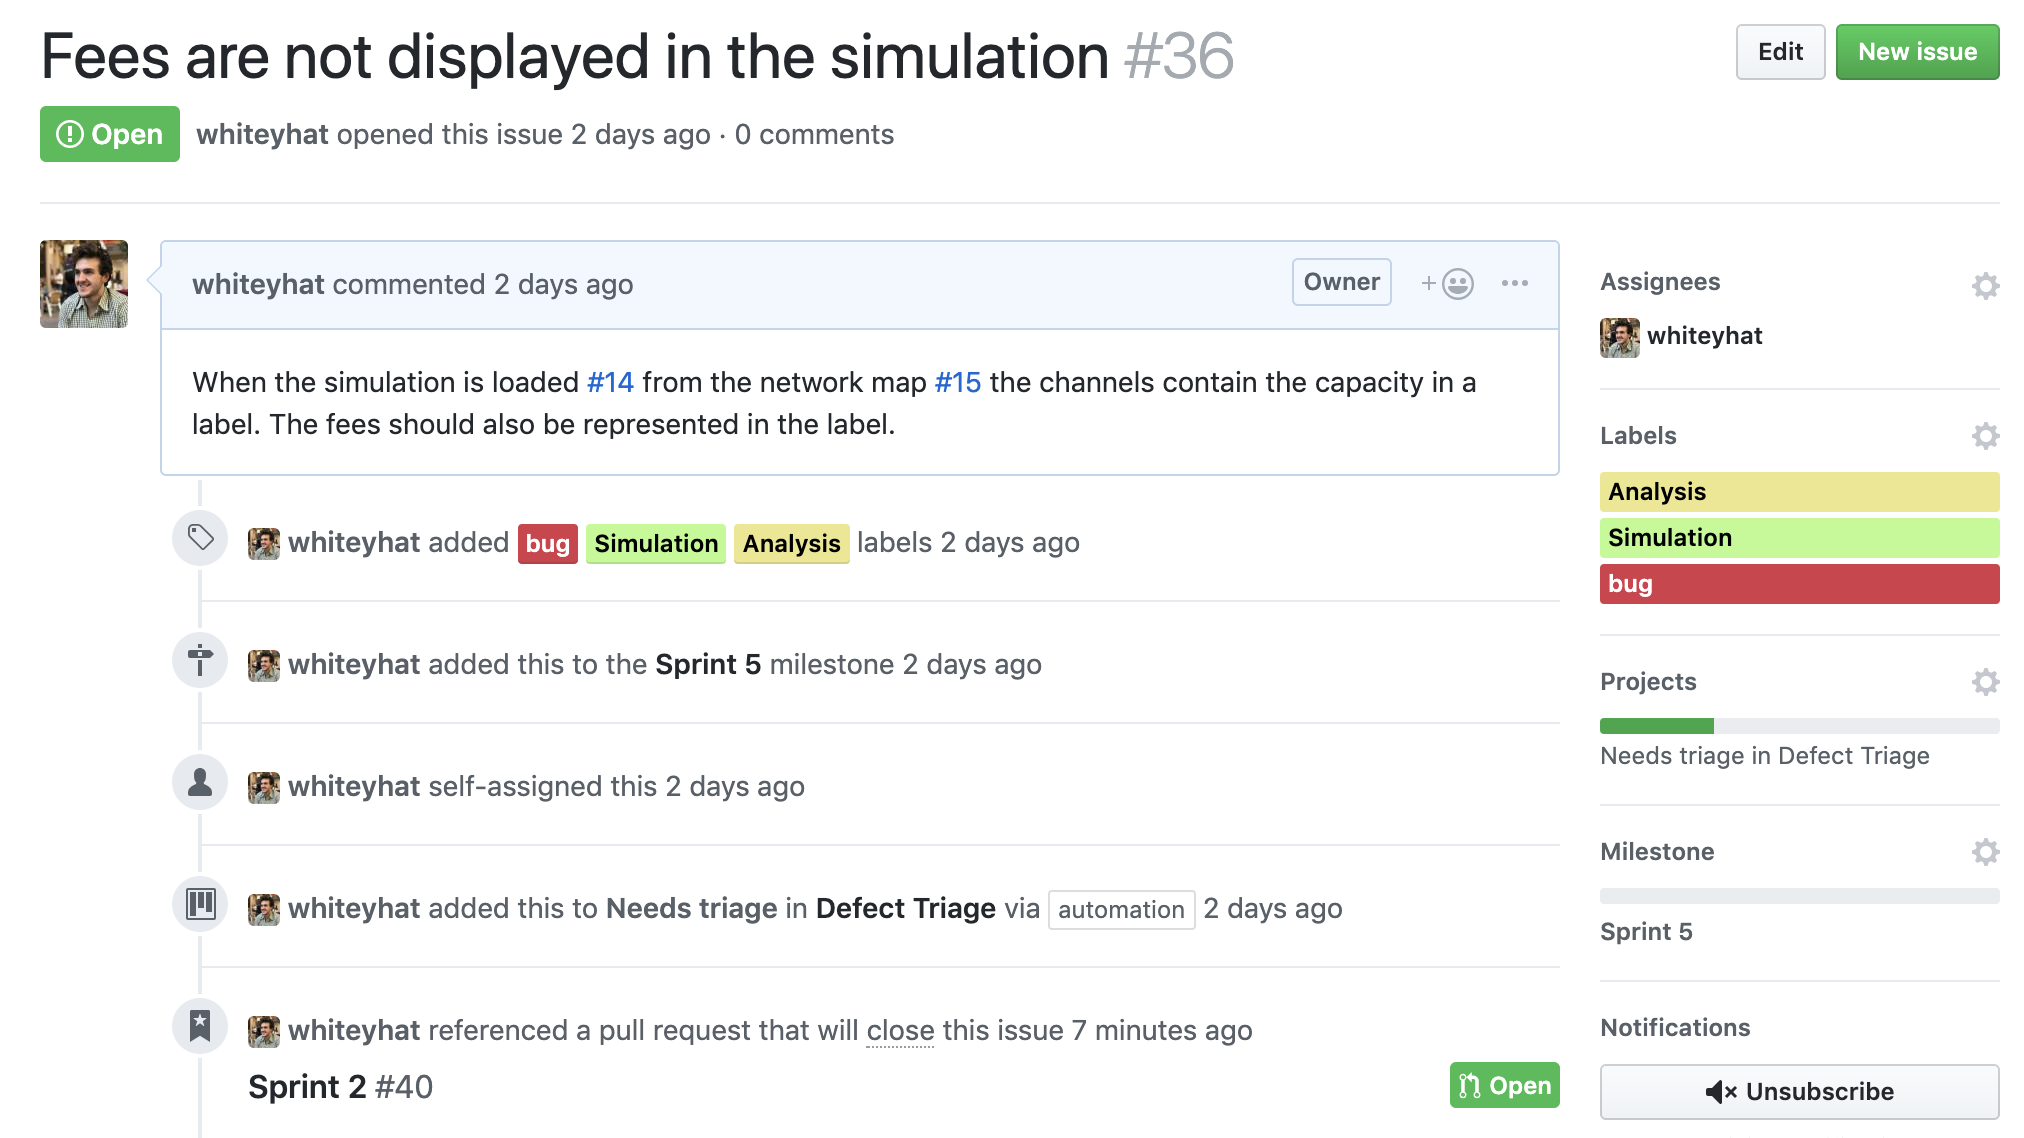 Fees are not displayed in the simulation #36
Edit
New issue
Open
whiteyhat opened this issue 2 days ago · 0 comments
whiteyhat commented 2 days ago
Owner
When the simulation is loaded #14 from the network map #15 the channels contain the capacity in a
label. The fees should also be represented in the label.
whiteyhat added bug Simulation Analysis labels 2 days ago
whiteyhat added this to the Sprint 5 milestone 2 days ago
whiteyhat self-assigned this 2 days ago
whiteyhat added this to Needs triage in Defect Triage via automation 2 days ago
whiteyhat referenced a pull request that will close this issue 7 minutes ago
Sprint 2 #40
Open
Assignees
whiteyhat
Labels
Analysis
Simulation
bug
Projects
Needs triage in Defect Triage
Milestone
Sprint 5
Notifications
Unsubscribe